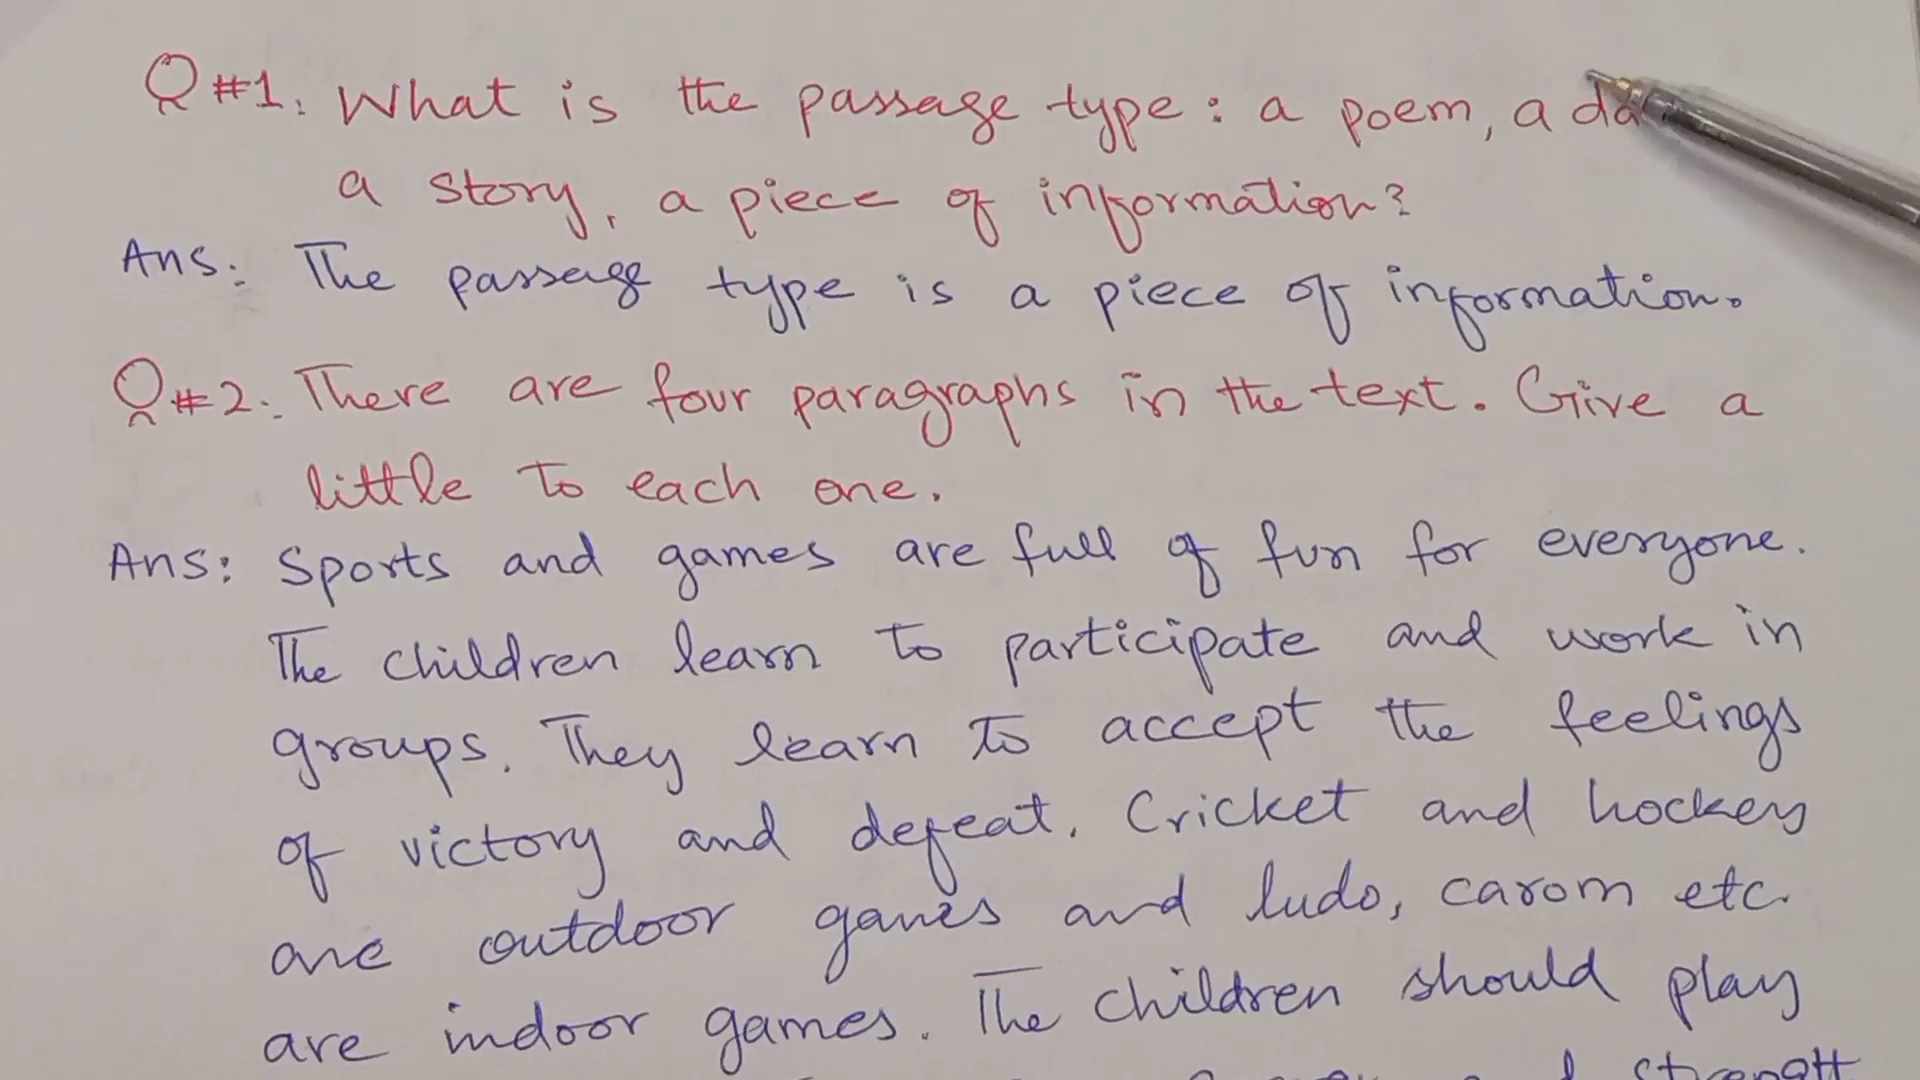 Q#1: What is the passage type: a poem, a
a story, a piece of information?
Ans: The passage type is a piece of information.
Q#2: There are four paragraphs in the text. Give a
little to each one.
Ans: Sports and games are full of fun for everyone.
The children learn to participate and work in
groups. They learn to accept the feelings
of victory and defeat. Cricket and hockey
are outdoor games and ludo, carom etc.
are indoor games. The children should play